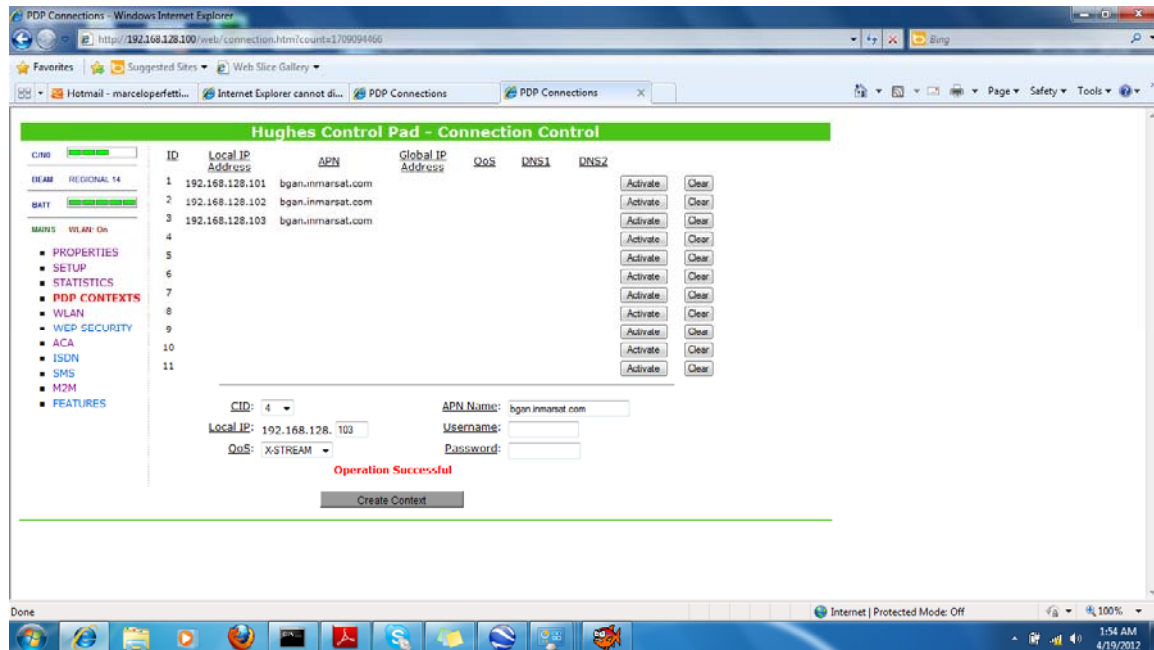 PDP Connections - Windows Internet Explorer
http://192.168.128.100/web/connection.htm?count=1709094466
Bing
Favorites Suggested Sites Web Slice Gallery
Hotmail - marceloperfetti... Internet Explorer cannot di... PDP Connections PDP Connections X
Page Safety Tools
Hughes Control Pad - Connection Control
C/N0
BEAM REGIONAL 14
BATT
MAINS WLAN: On
PROPERTIES
SETUP
STATISTICS
PDP CONTEXTS
WLAN
WEP SECURITY
ACA
ISDN
SMS
M2M
FEATURES
ID Local IP Address APN Global IP Address QoS DNS1 DNS2
1 192.168.128.101 bgan.inmarsat.com Activate Clear
2 192.168.128.102 bgan.inmarsat.com Activate Clear
3 192.168.128.103 bgan.inmarsat.com Activate Clear
4 Activate Clear
5 Activate Clear
6 Activate Clear
7 Activate Clear
8 Activate Clear
9 Activate Clear
10 Activate Clear
11 Activate Clear
CID: 4 APN Name: bgan.inmarsat.com
Local IP: 192.168.128. 103 Username:
QoS: X-STREAM Password:
Operation Successful
Create Context
Done Internet | Protected Mode: Off 100%
1:54 AM
4/19/2012